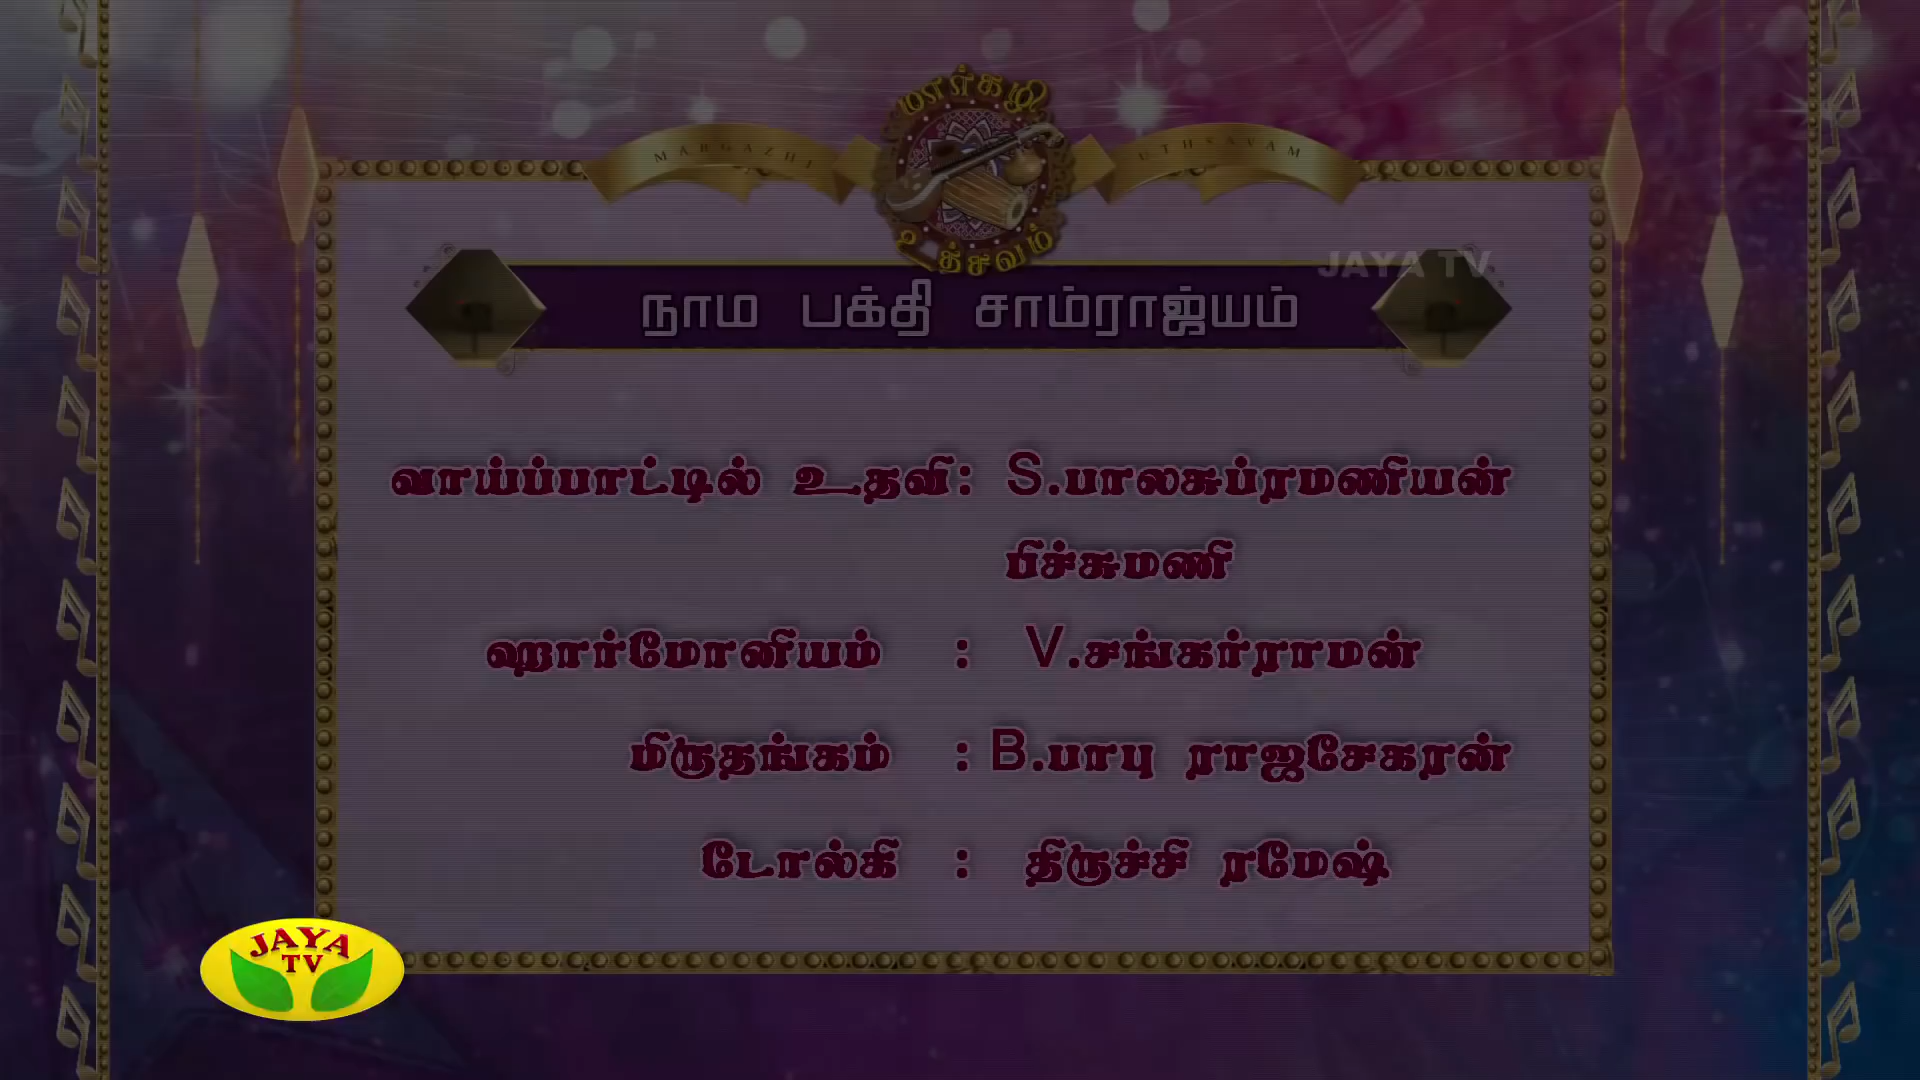 மார்கழி
MARGAZHI UTHSAVAM
உத்சவம்
JAYA TV
நாம பக்தி சாம்ராஜ்யம்
வாய்ப்பாட்டில் உதவி: S.பாலசுப்ரமணியன்
பிச்சுமணி
ஹார்மோனியம் : V.சங்கர்ராமன்
மிருதங்கம் : B.பாபு ராஜசேகரன்
டோல்கி : திருச்சி ரமேஷ்
JAYA
TV